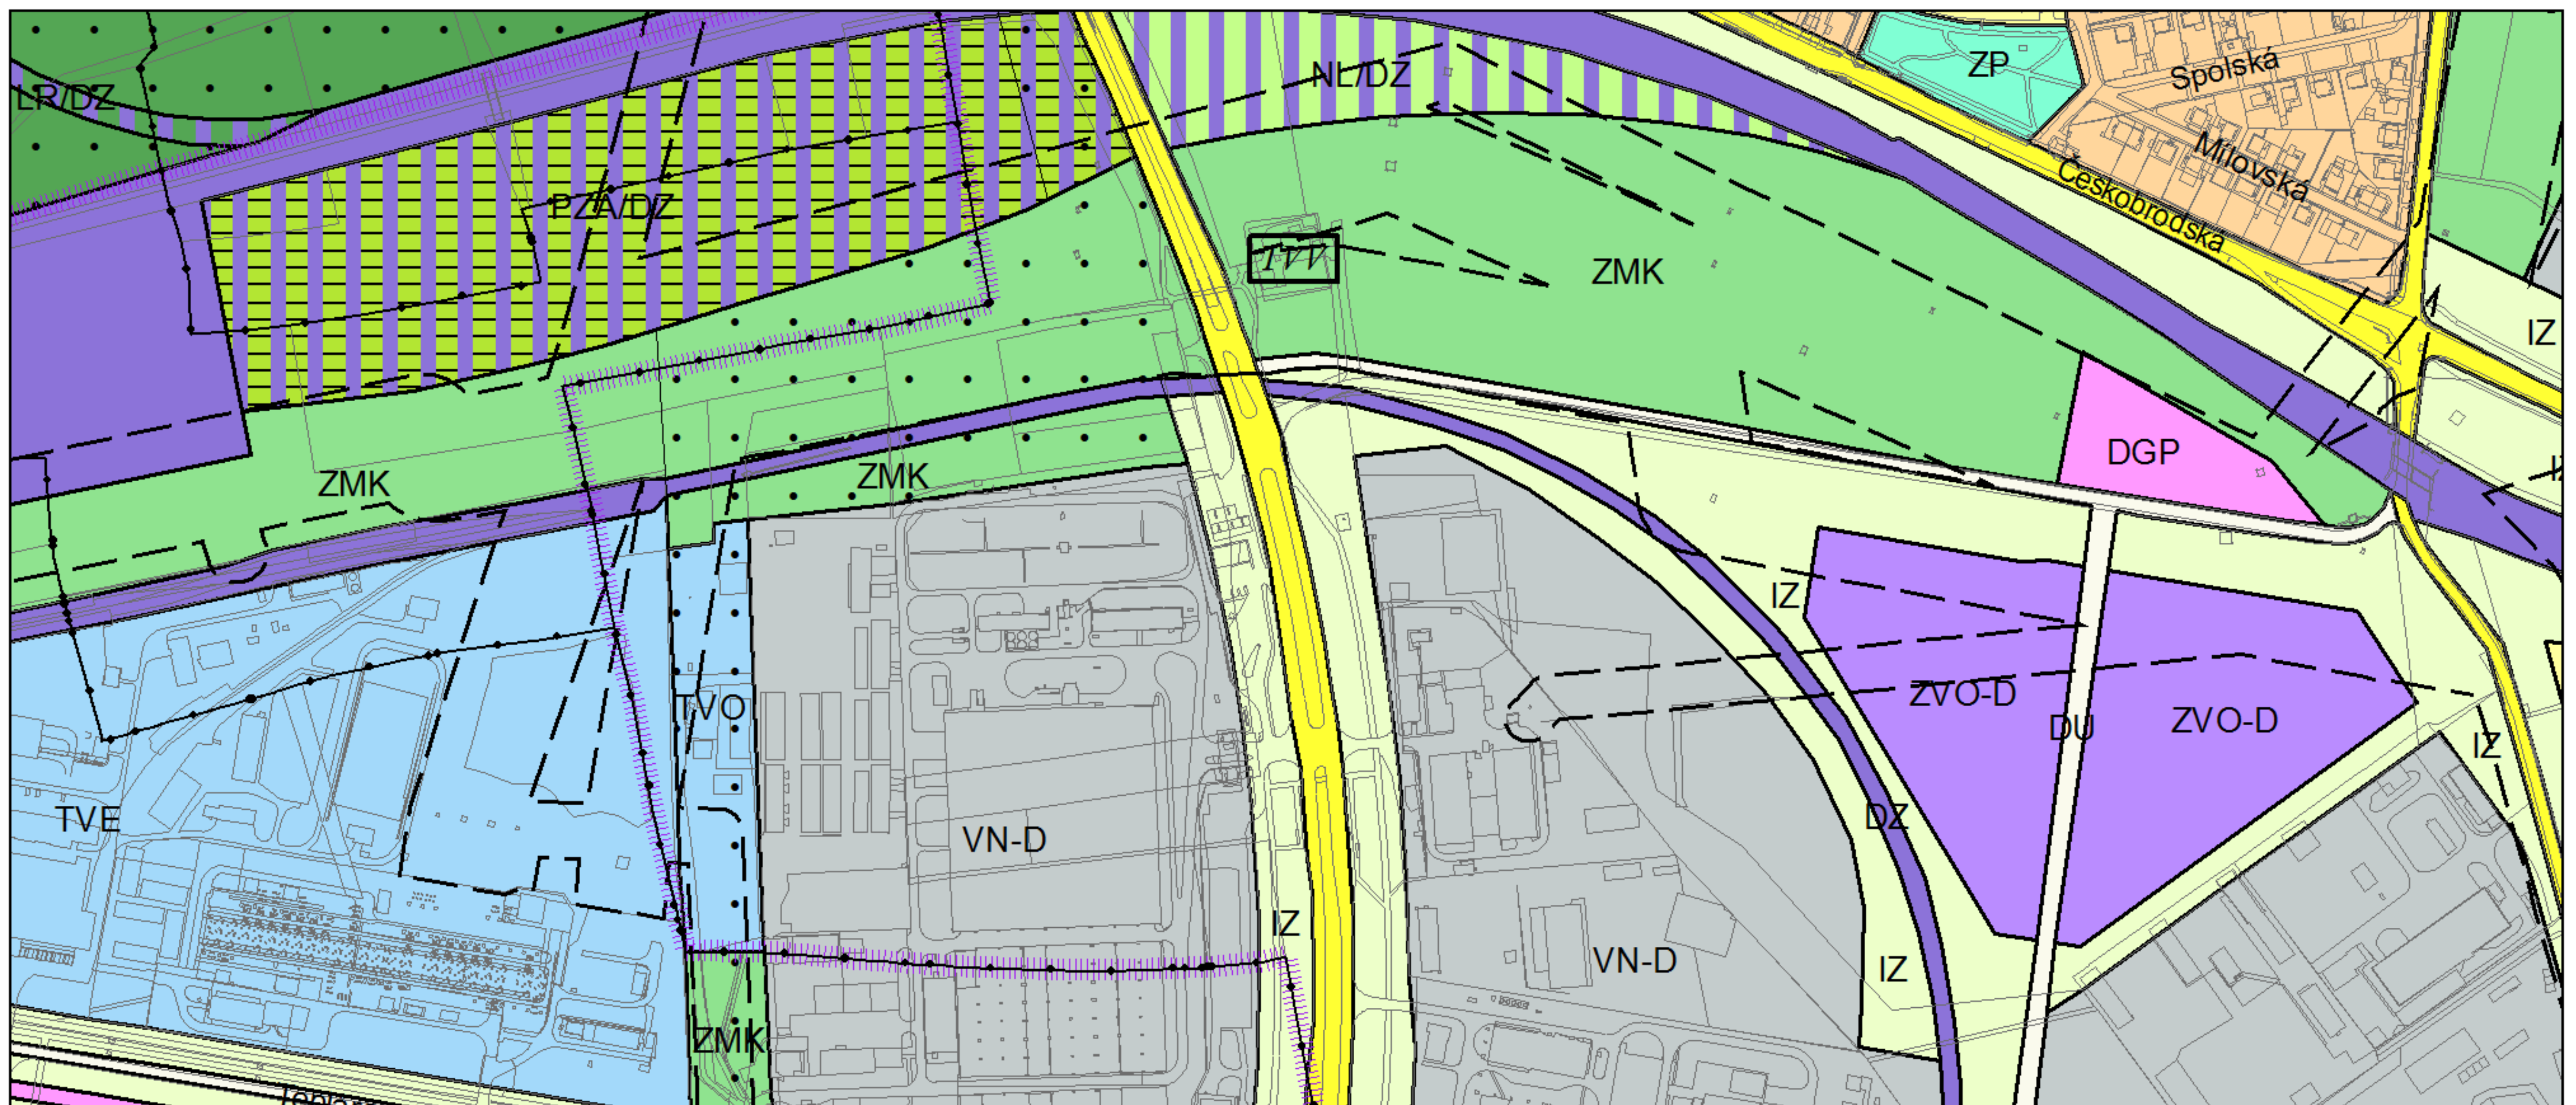 LR/DZ
NL/DZ
ZP
Spolská
Milovská
Českobrodská
PZA/DZ
TVV
ZMK
IZ
ZMK
ZMK
DGP
IZ
TVO
ZVO-D
DU
ZVO-D
IZ
TVE
VN-D
DZ
IZ
VN-D
IZ
ZMK